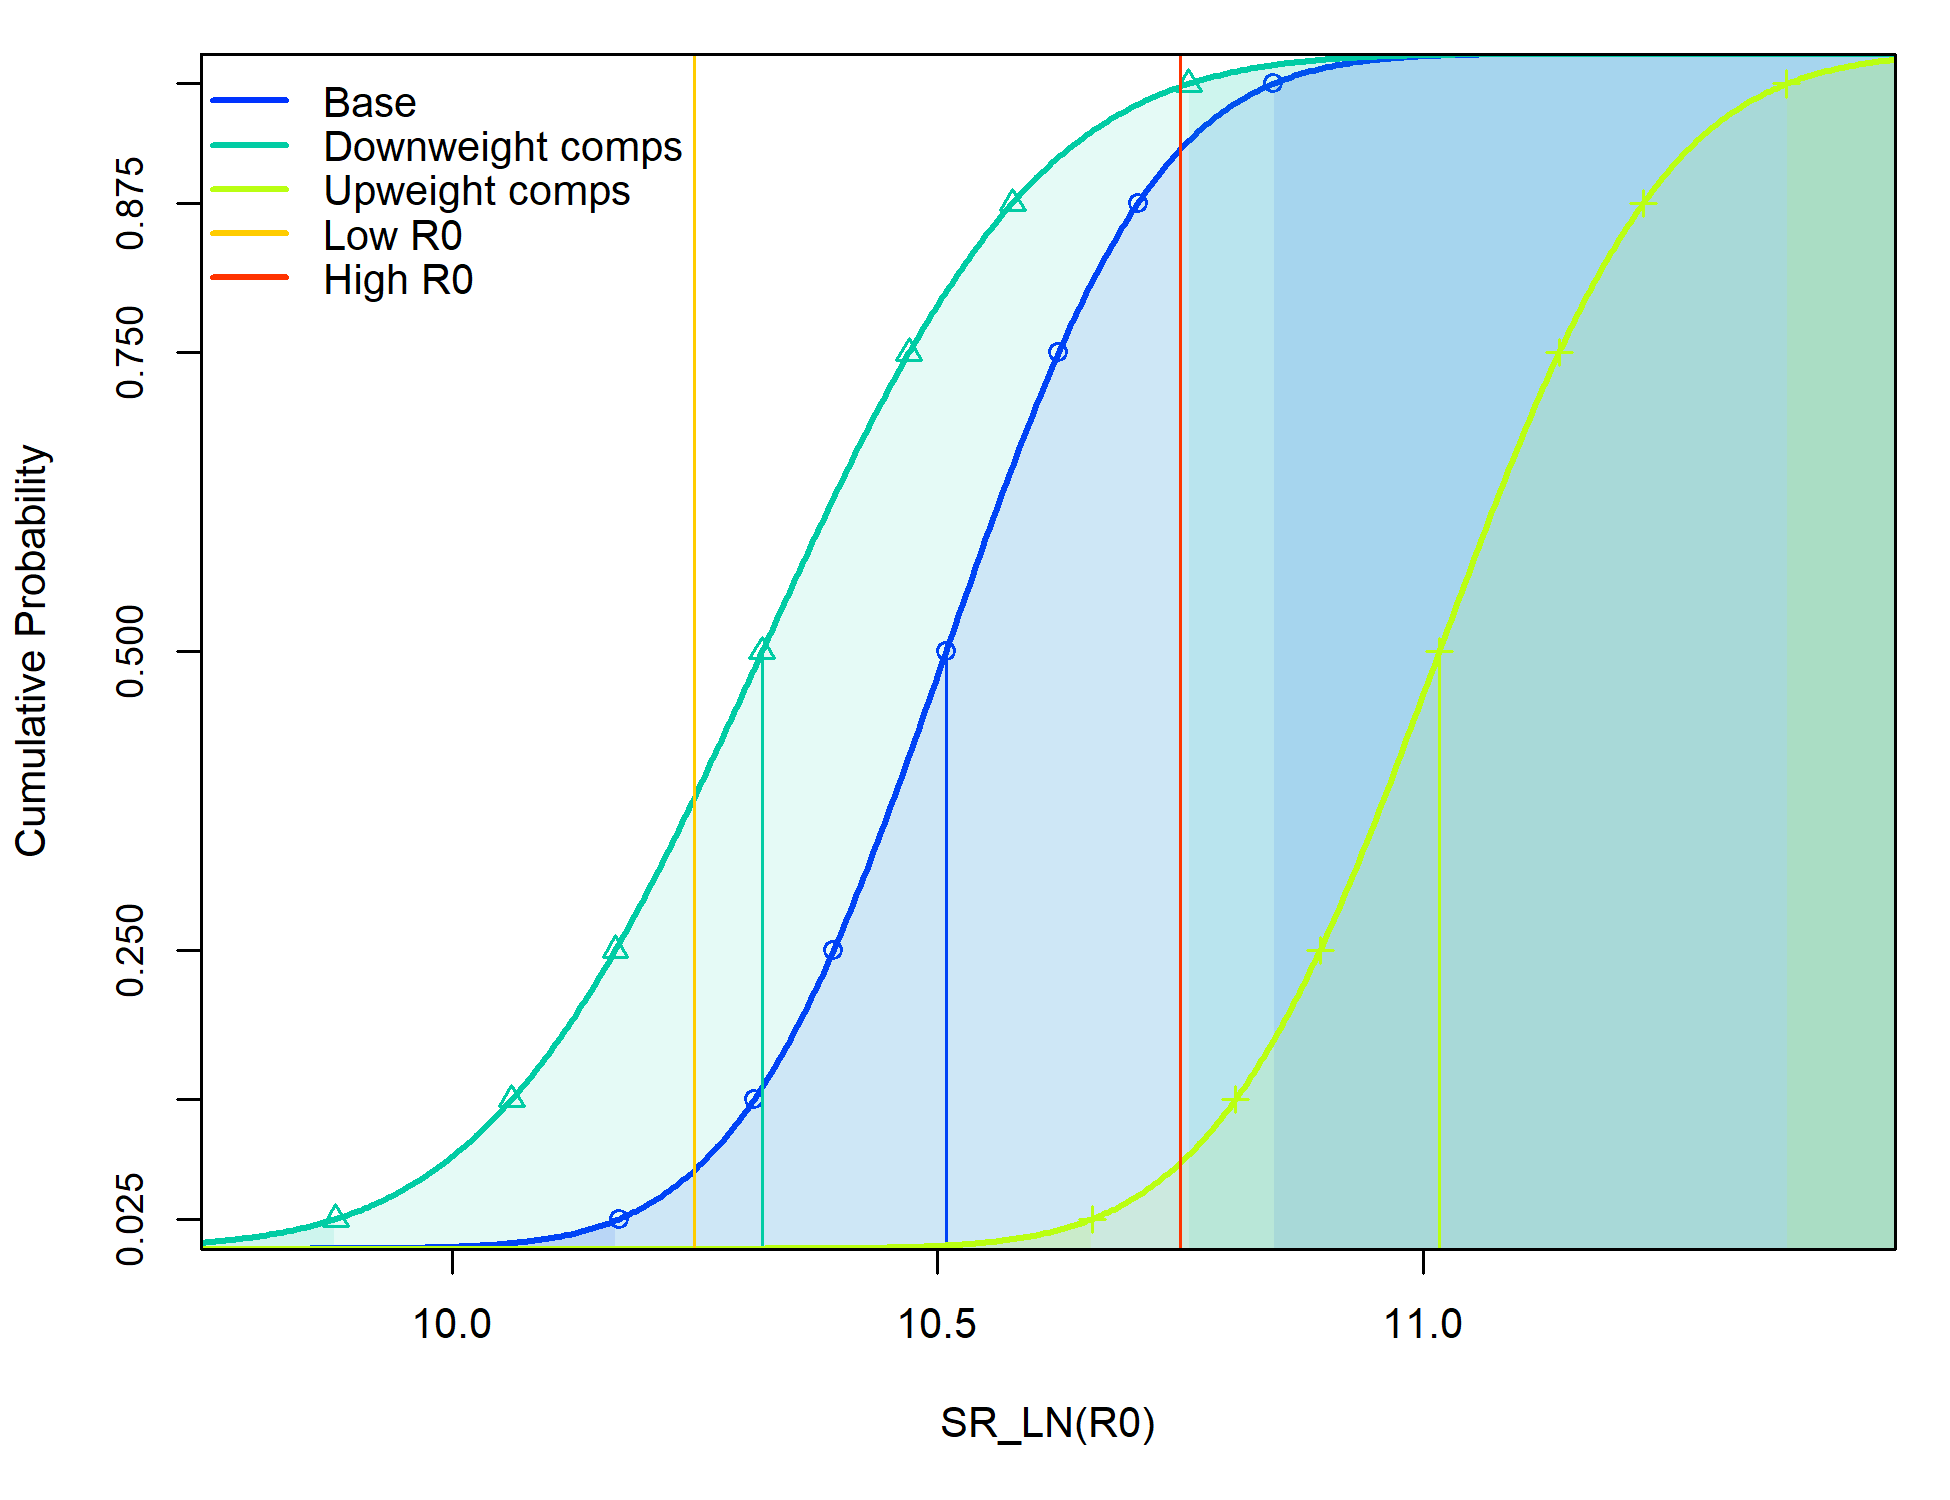 Base
Downweight comps
Upweight comps
Low R0
High R0
Cumulative Probability
0.875
0.750
0.500
0.250
0.025
10.0
10.5
11.0
SR_LN(R0)